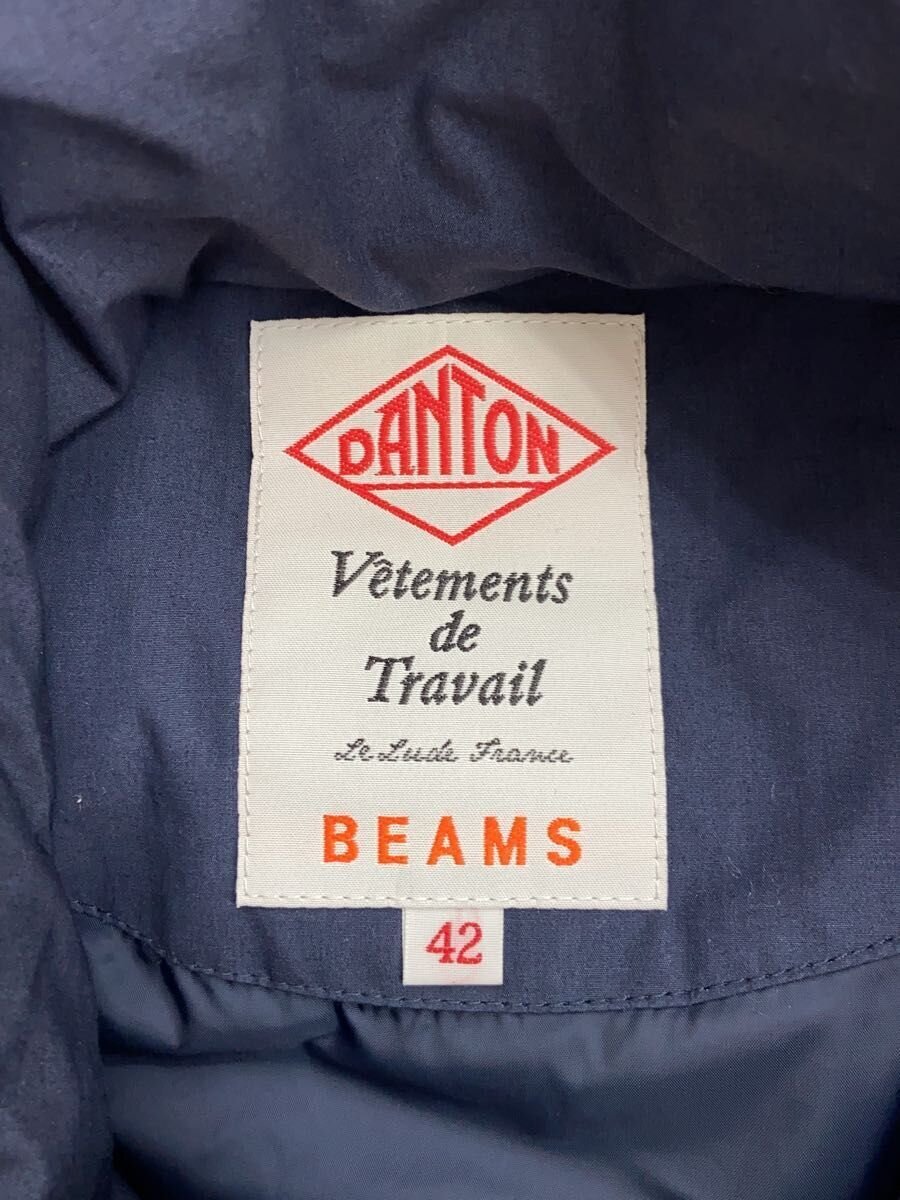 DANTON
Vêtements
de
Travail
Le Lude France
BEAMS
42